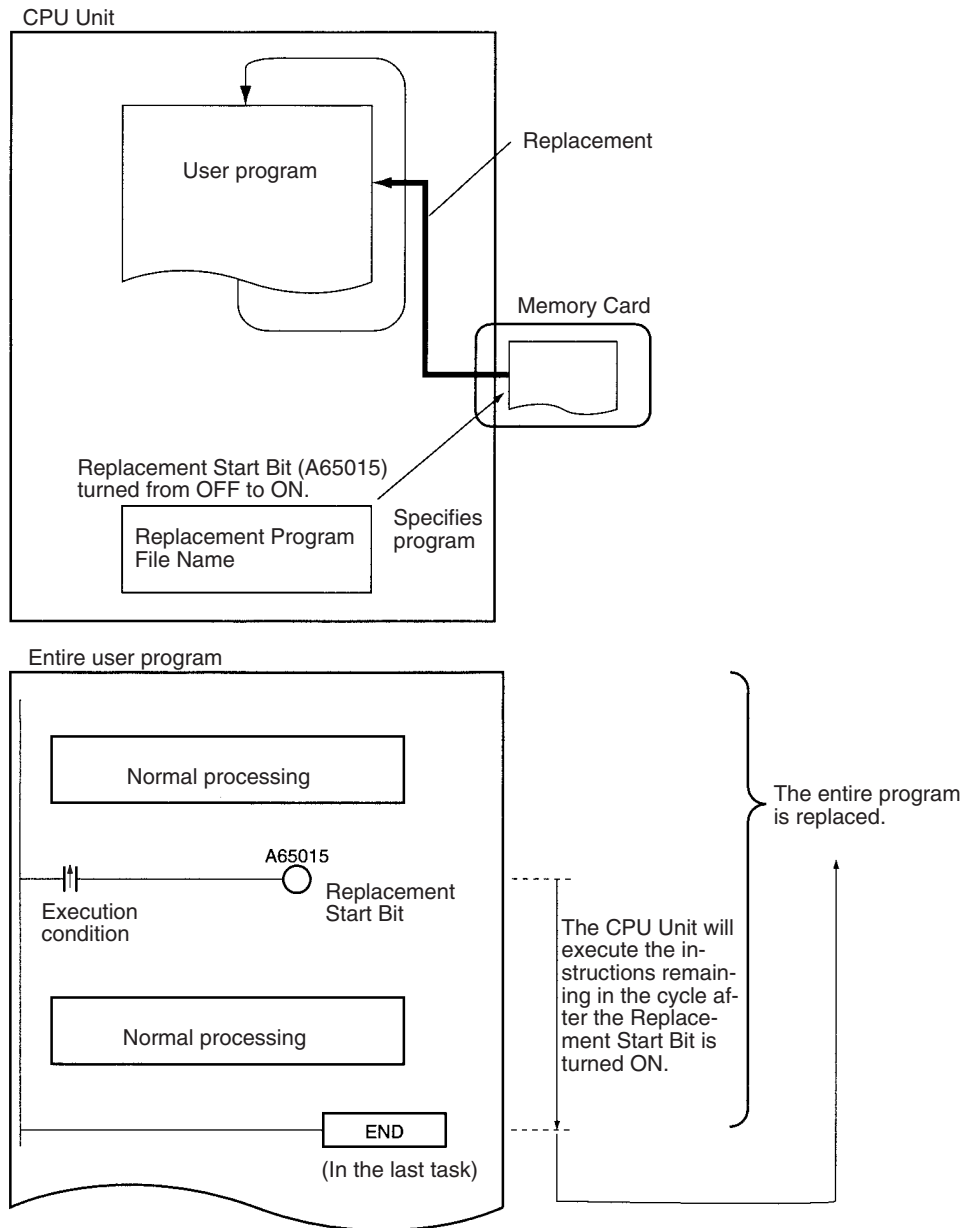 CPU Unit
User program
Replacement
Memory Card
Replacement Start Bit (A65015)
turned from OFF to ON.
Replacement Program
File Name
Specifies
program
Entire user program
Normal processing
A65015
Replacement
Start Bit
Execution
condition
The CPU Unit will
execute the in-
structions remain-
ing in the cycle af-
ter the Replace-
ment Start Bit is
turned ON.
The entire program
is replaced.
Normal processing
END
(In the last task)